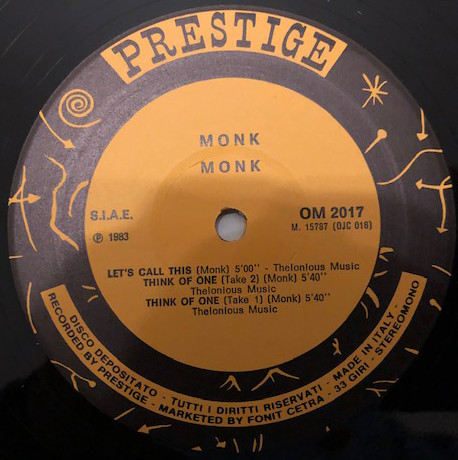 PRESTIGE
MONK
MONK
S.I.A.E.
OM 2017
℗ 1983
M. 15787 (OJC 016)
LET'S CALL THIS (Monk) 5'00'' - Thelonious Music
THINK OF ONE (Take 2) (Monk) 5'40''
Thelonious Music
THINK OF ONE (Take 1) (Monk) 5'40''
Thelonious Music
DISCO DEPOSITATO - TUTTI I DIRITTI RISERVATI - MADE IN ITALY -
RECORDED BY PRESTIGE - MARKETED BY FONIT CETRA - 33 GIRI - STEREOMONO